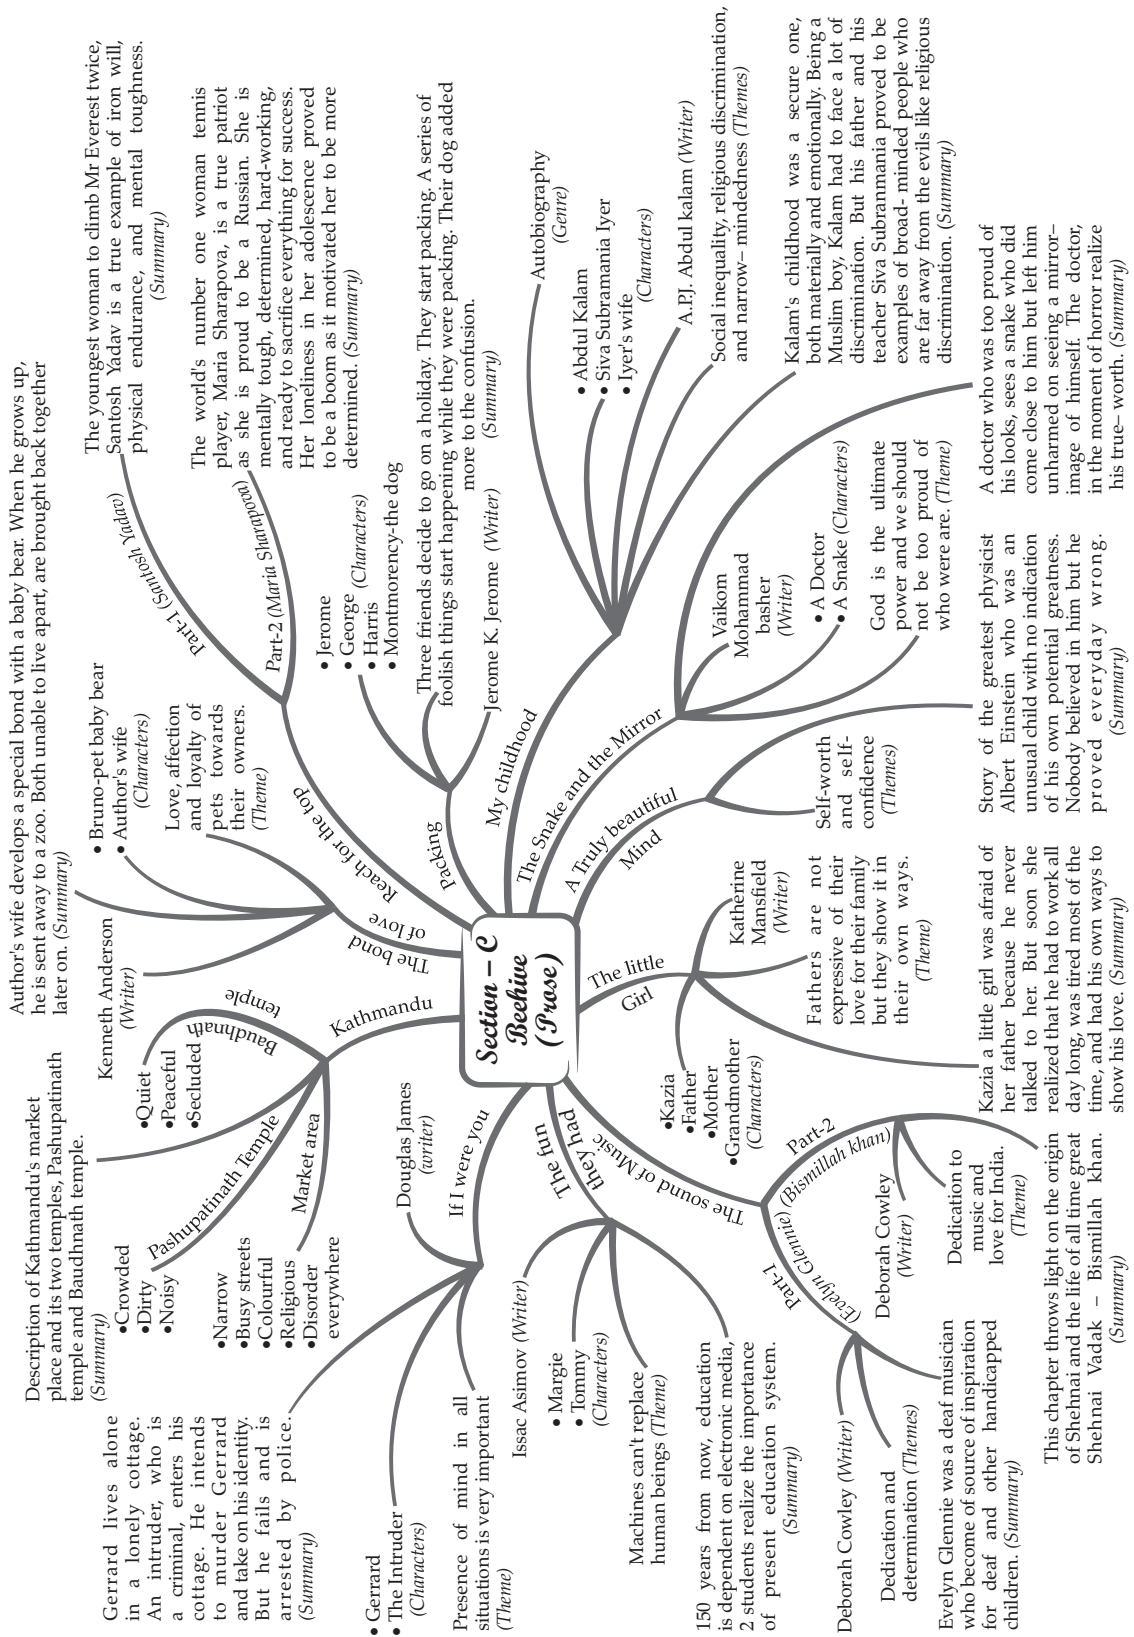 Section – C
Beehive
(Prose)
The fun
they had
Issac Asimov (Writer)
• Margie
• Tommy
(Characters)
Machines can't replace
human beings (Theme)
150 years from now, education
is dependent on electronic media,
2 students realize the importance
of present education system.
(Summary)
The sound of Music
Part-1
(Evelyn Glennie)
Deborah Cowley (Writer)
Dedication and
determination (Themes)
Evelyn Glennie was a deaf musician
who become of source of inspiration
for deaf and other handicapped
children. (Summary)
Part-2
(Bismillah khan)
Deborah Cowley
(Writer)
Dedication to
music and
love for India.
(Theme)
This chapter throws light on the origin
of Shehnai and the life of all time great
Shehnai Vadak – Bismillah khan.
(Summary)
The little
Girl
•Kazia
•Father
•Mother
•Grandmother
(Characters)
Katherine
Mansfield
(Writer)
Fathers are not
expressive of their
love for their family
but they show it in
their own ways.
(Theme)
Kazia a little girl was afraid of
her father because he never
talked to her. But soon she
realized that he had to work all
day long, was tired most of the
time, and had his own ways to
show his love. (Summary)
A Truly beautiful
Mind
Self-worth
and self-
confidence
(Themes)
Story of the greatest physicist
Albert Einstein who was an
unusual child with no indication
of his own potential greatness.
Nobody believed in him but he
proved everyday wrong.
(Summary)
The Snake and the Mirror
Vaikom
Mohammad
basher
(Writer)
• A Doctor
• A Snake (Characters)
God is the ultimate
power and we should
not be too proud of
who were are. (Theme)
A doctor who was too proud of
his looks, sees a snake who did
come close to him but left him
unharmed on seeing a mirror–
image of himself. The doctor,
in the moment of horror realize
his true– worth. (Summary)
My childhood
Autobiography
(Genre)
• Abdul Kalam
• Siva Subramania Iyer
• Iyer's wife
(Characters)
A.P.J. Abdul kalam (Writer)
Social inequality, religious discrimination,
and narrow– mindedness (Themes)
Kalam's childhood was a secure one,
both materially and emotionally. Being a
Muslim boy, Kalam had to face a lot of
discrimination. But his father and his
teacher Siva Subramnania proved to be
examples of broad- minded people who
are far away from the evils like religious
discrimination. (Summary)
Packing
• Jerome
• George
• Harris
• Montmorency-the dog
(Characters)
Three friends decide to go on a holiday. They start packing. A series of
foolish things start happening while they were packing. Their dog added
more to the confusion.
(Summary)
Jerome K. Jerome (Writer)
Reach for the top
Part-1 (Santosh Yadav)
The youngest woman to climb Mr Everest twice,
Santosh Yadav is a true example of iron will,
physical endurance, and mental toughness.
(Summary)
Part-2 (Maria Sharapova)
The world's number one woman tennis
player, Maria Sharapova, is a true patriot
as she is proud to be a Russian. She is
mentally tough, determined, hard-working,
and ready to sacrifice everything for success.
Her loneliness in her adolescence proved
to be a boom as it motivated her to be more
determined. (Summary)
The bond
of love
Kenneth Anderson
(Writer)
Author's wife develops a special bond with a baby bear. When he grows up,
he is sent away to a zoo. Both unable to live apart, are brought back together
later on. (Summary)
• Bruno-pet baby bear
• Author's wife
(Characters)
Love, affection
and loyalty of
pets towards
their owners.
(Theme)
Kathmandu
Baudhnath
temple
•Quiet
•Peaceful
•Secluded
Description of Kathmandu's market
place and its two temples, Pashupatinath
temple and Baudhnath temple.
(Summary)
Pashupatinath Temple
•Crowded
•Dirty
•Noisy
Market area
•Narrow
•Busy streets
•Colourful
•Religious
•Disorder
everywhere
If I were you
Douglas James
(writer)
Gerrard lives alone
in a lonely cottage.
An intruder, who is
a criminal, enters his
cottage. He intends
to murder Gerrard
and take on his identity.
But he fails and is
arrested by police.
(Summary)
• Gerrard
• The Intruder
(Characters)
Presence of mind in all
situations is very important
(Theme)